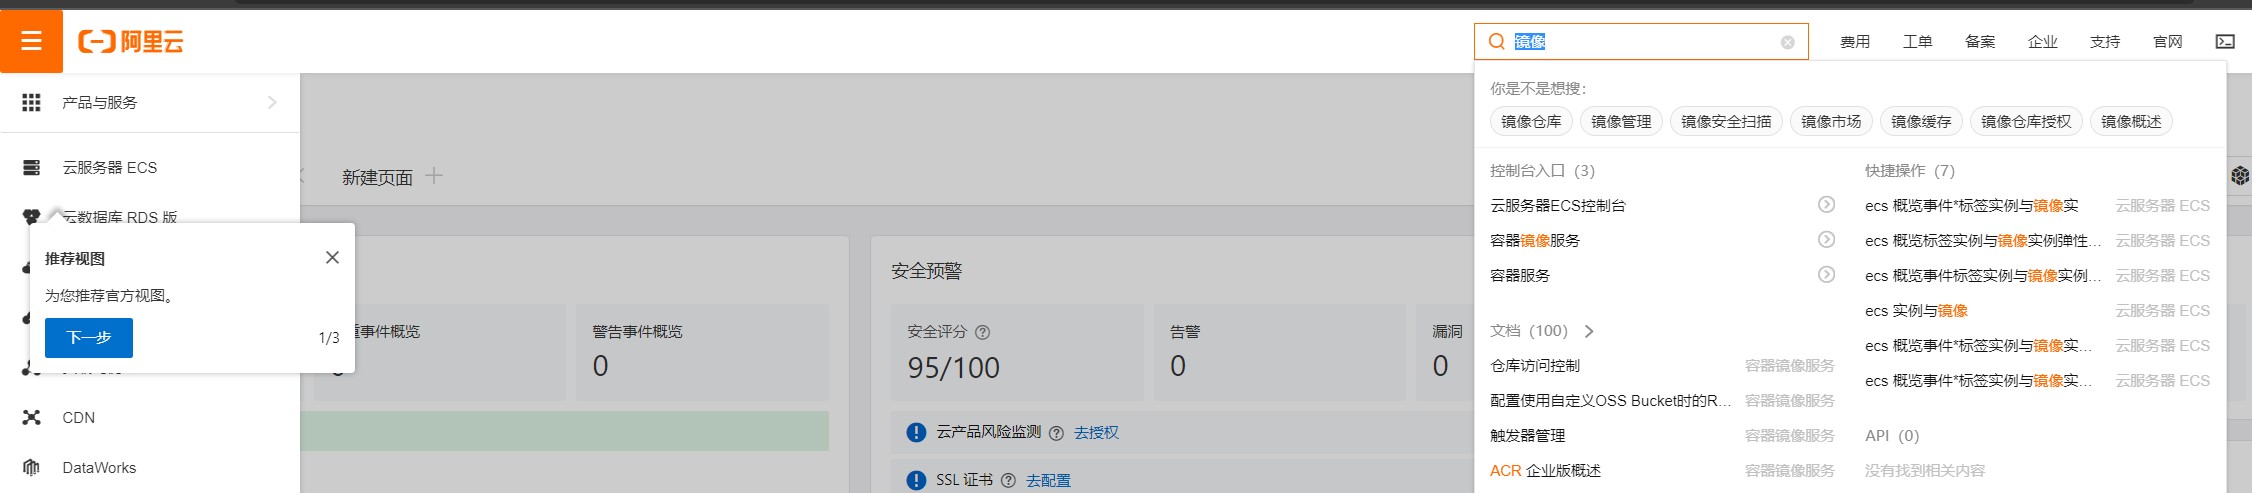 阿里云
镜像
费用
工单
备案
企业
支持
官网
产品与服务
云服务器 ECS
云数据库 RDS 版
推荐视图
为您推荐官方视图。
下一步
1/3
CDN
DataWorks
新建页面
重事件概览
警告事件概览
0
安全预警
安全评分
95/100
告警
0
漏洞
0
云产品风险监测 去授权
SSL 证书 去配置
你是不是想搜：
镜像仓库
镜像管理
镜像安全扫描
镜像市场
镜像缓存
镜像仓库授权
镜像概述
控制台入口 (3)
云服务器ECS控制台
容器镜像服务
容器服务
文档 (100)
仓库访问控制 容器镜像服务
配置使用自定义OSS Bucket时的R... 容器镜像服务
触发器管理 容器镜像服务
ACR 企业版概述 容器镜像服务
快捷操作 (7)
ecs 概览事件*标签实例与镜像实 云服务器 ECS
ecs 概览标签实例与镜像实例弹性... 云服务器 ECS
ecs 概览事件标签实例与镜像实例... 云服务器 ECS
ecs 实例与镜像 云服务器 ECS
ecs 概览事件*标签实例与镜像实... 云服务器 ECS
ecs 概览事件*标签实例与镜像实... 云服务器 ECS
API (0)
没有找到相关内容